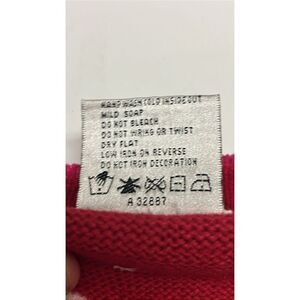 HAND WASH COLD INSIDE OUT
MILD SOAP
DO NOT BLEACH
DO NOT WRING OR TWIST
DRY FLAT
LOW IRON ON REVERSE
DO NOT IRON DECORATION
A 32887